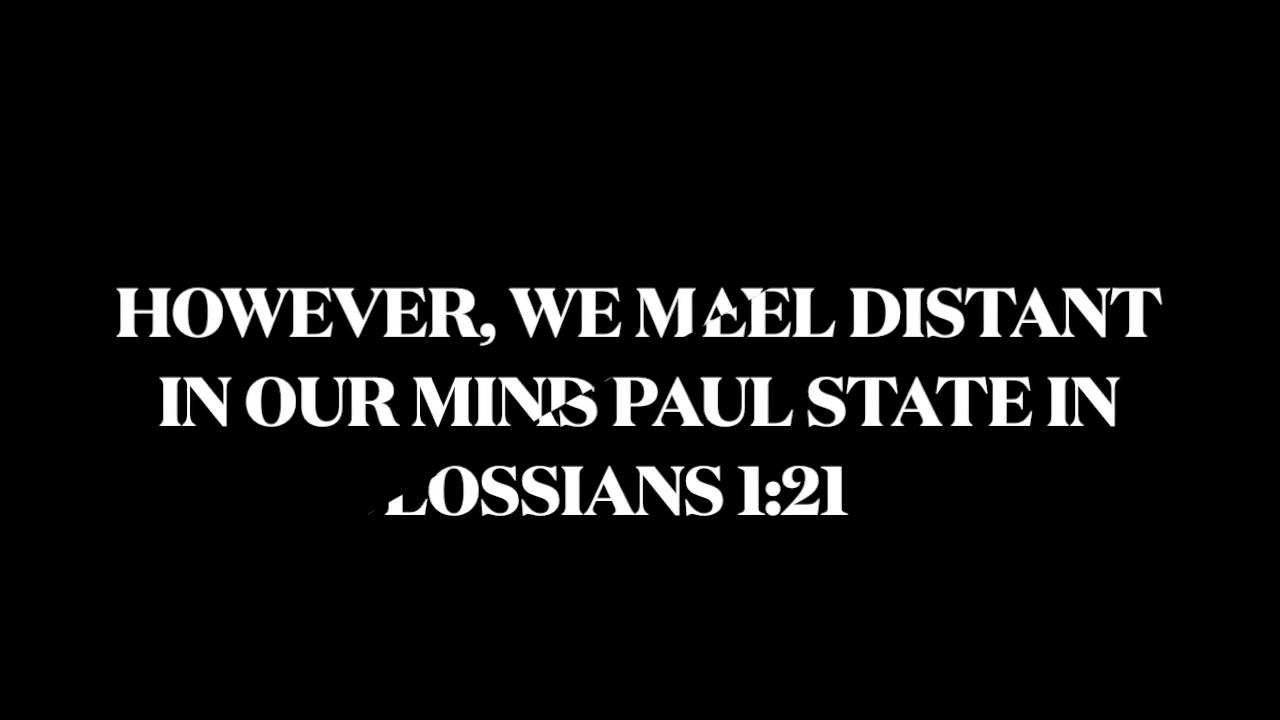 HOWEVER, WE DISTANT
IN OUR PAUL STATE IN
LOSSIANS 1:21